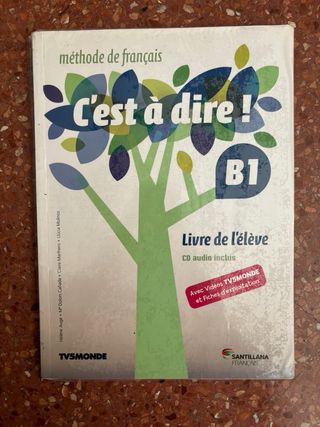 méthode de français
C'est à dire !
B1
Livre de l'élève
CD audio inclus
Avec Vidéos TV5MONDE
et Fiches d'exploitation
TV5MONDE
SANTILLANA
FRANÇAIS